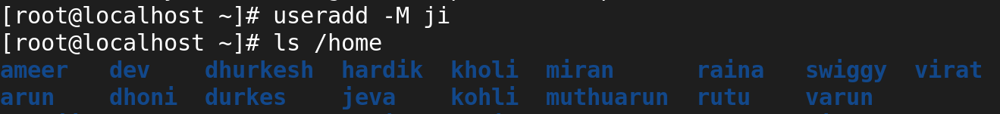 [root@localhost ~]# useradd -M ji
[root@localhost ~]# ls /home
ameer   dev    dhurkesh  hardik  kholi  miran      raina  swiggy  virat
arun    dhoni  durkes    jeva    kohli  muthuarun  rutu   varun